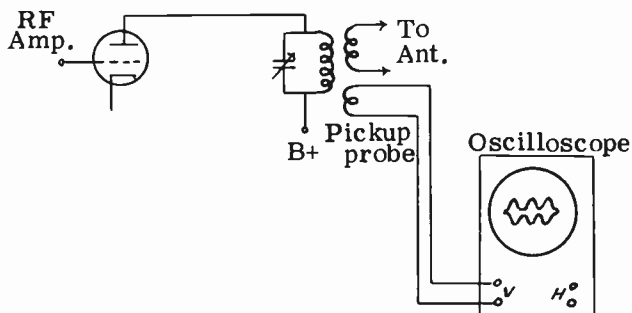 RF
Amp.
To
Ant.
B+
Pickup
probe
Oscilloscope
V
H